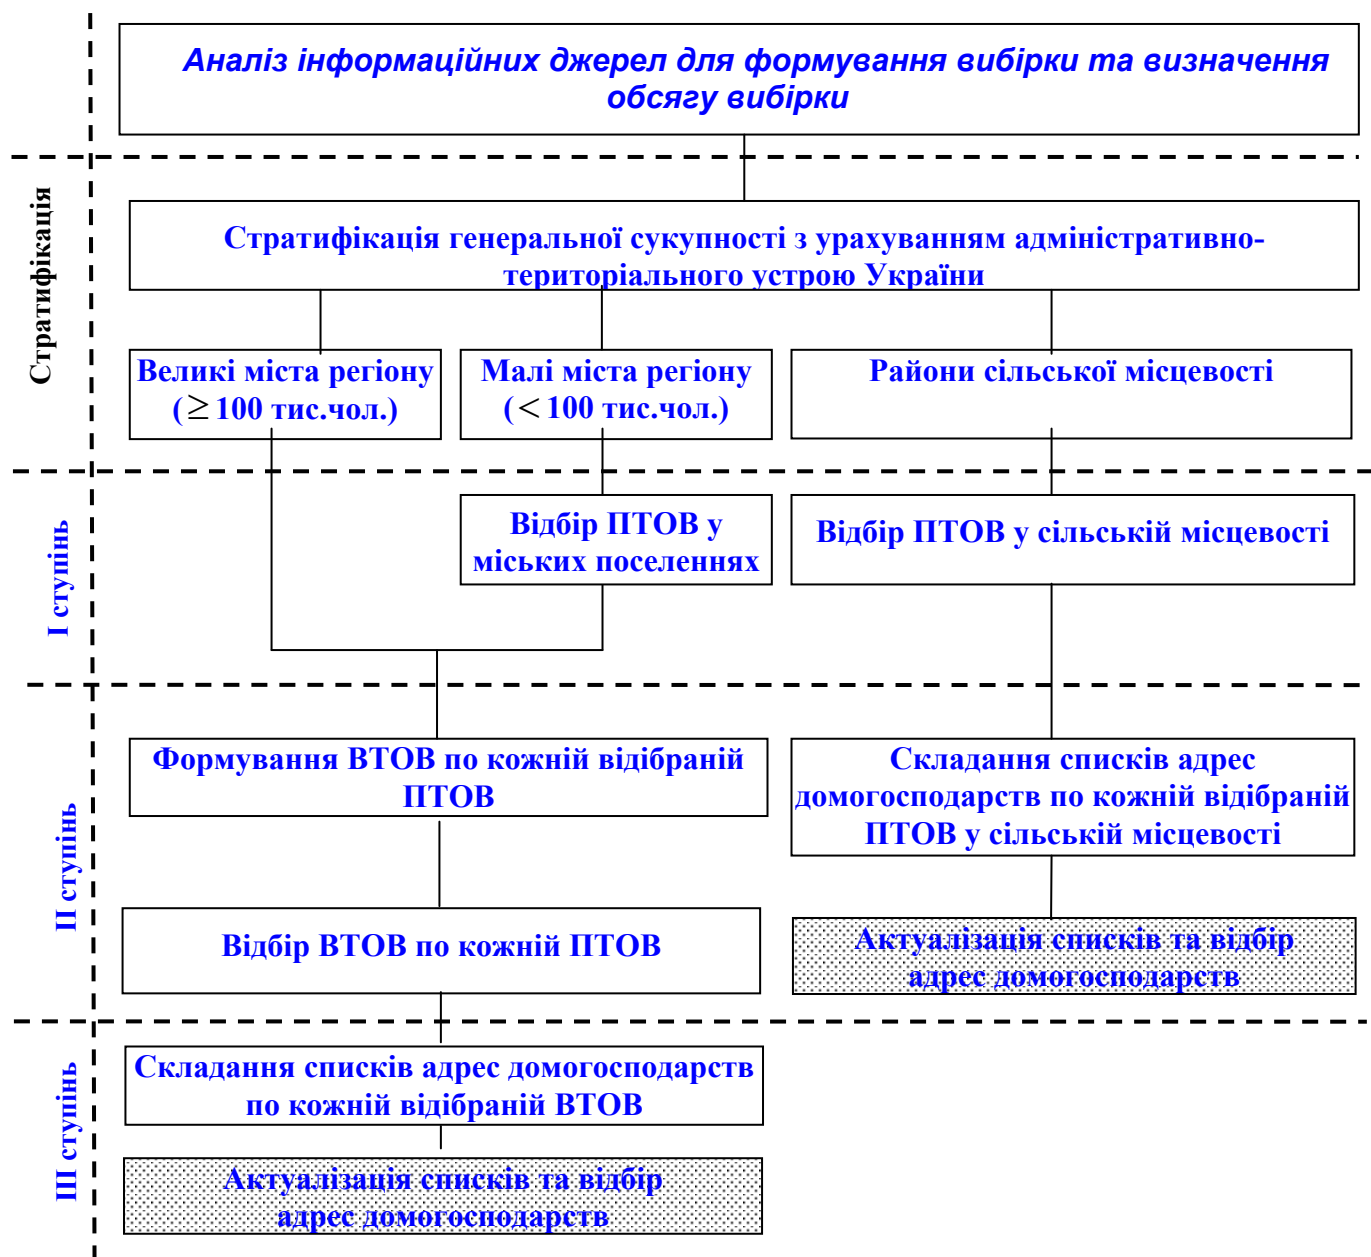 Аналіз інформаційних джерел для формування вибірки та визначення
обсягу вибірки
Стратифікація
Стратифікація генеральної сукупності з урахуванням адміністративно-
територіального устрою України
Великі міста регіону
(≥ 100 тис.чол.)
Малі міста регіону
(< 100 тис.чол.)
Райони сільської місцевості
І ступінь
Відбір ПТОВ у
міських поселеннях
Відбір ПТОВ у сільській місцевості
ІІ ступінь
Формування ВТОВ по кожній відібраній
ПТОВ
Складання списків адрес
домогосподарств по кожній відібраній
ПТОВ у сільській місцевості
Відбір ВТОВ по кожній ПТОВ
Актуалізація списків та відбір
адрес домогосподарств
ІІІ ступінь
Складання списків адрес домогосподарств
по кожній відібраній ВТОВ
Актуалізація списків та відбір
адрес домогосподарств